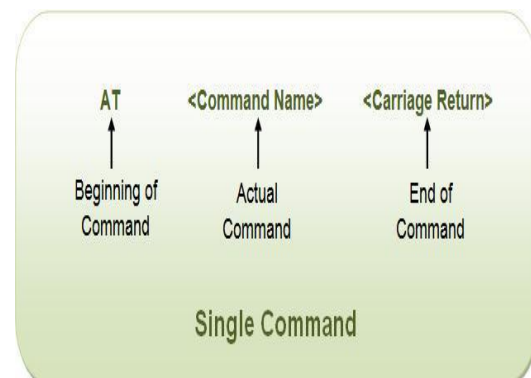 AT <Command Name> <Carriage Return>
Beginning of Command
Actual Command
End of Command
Single Command